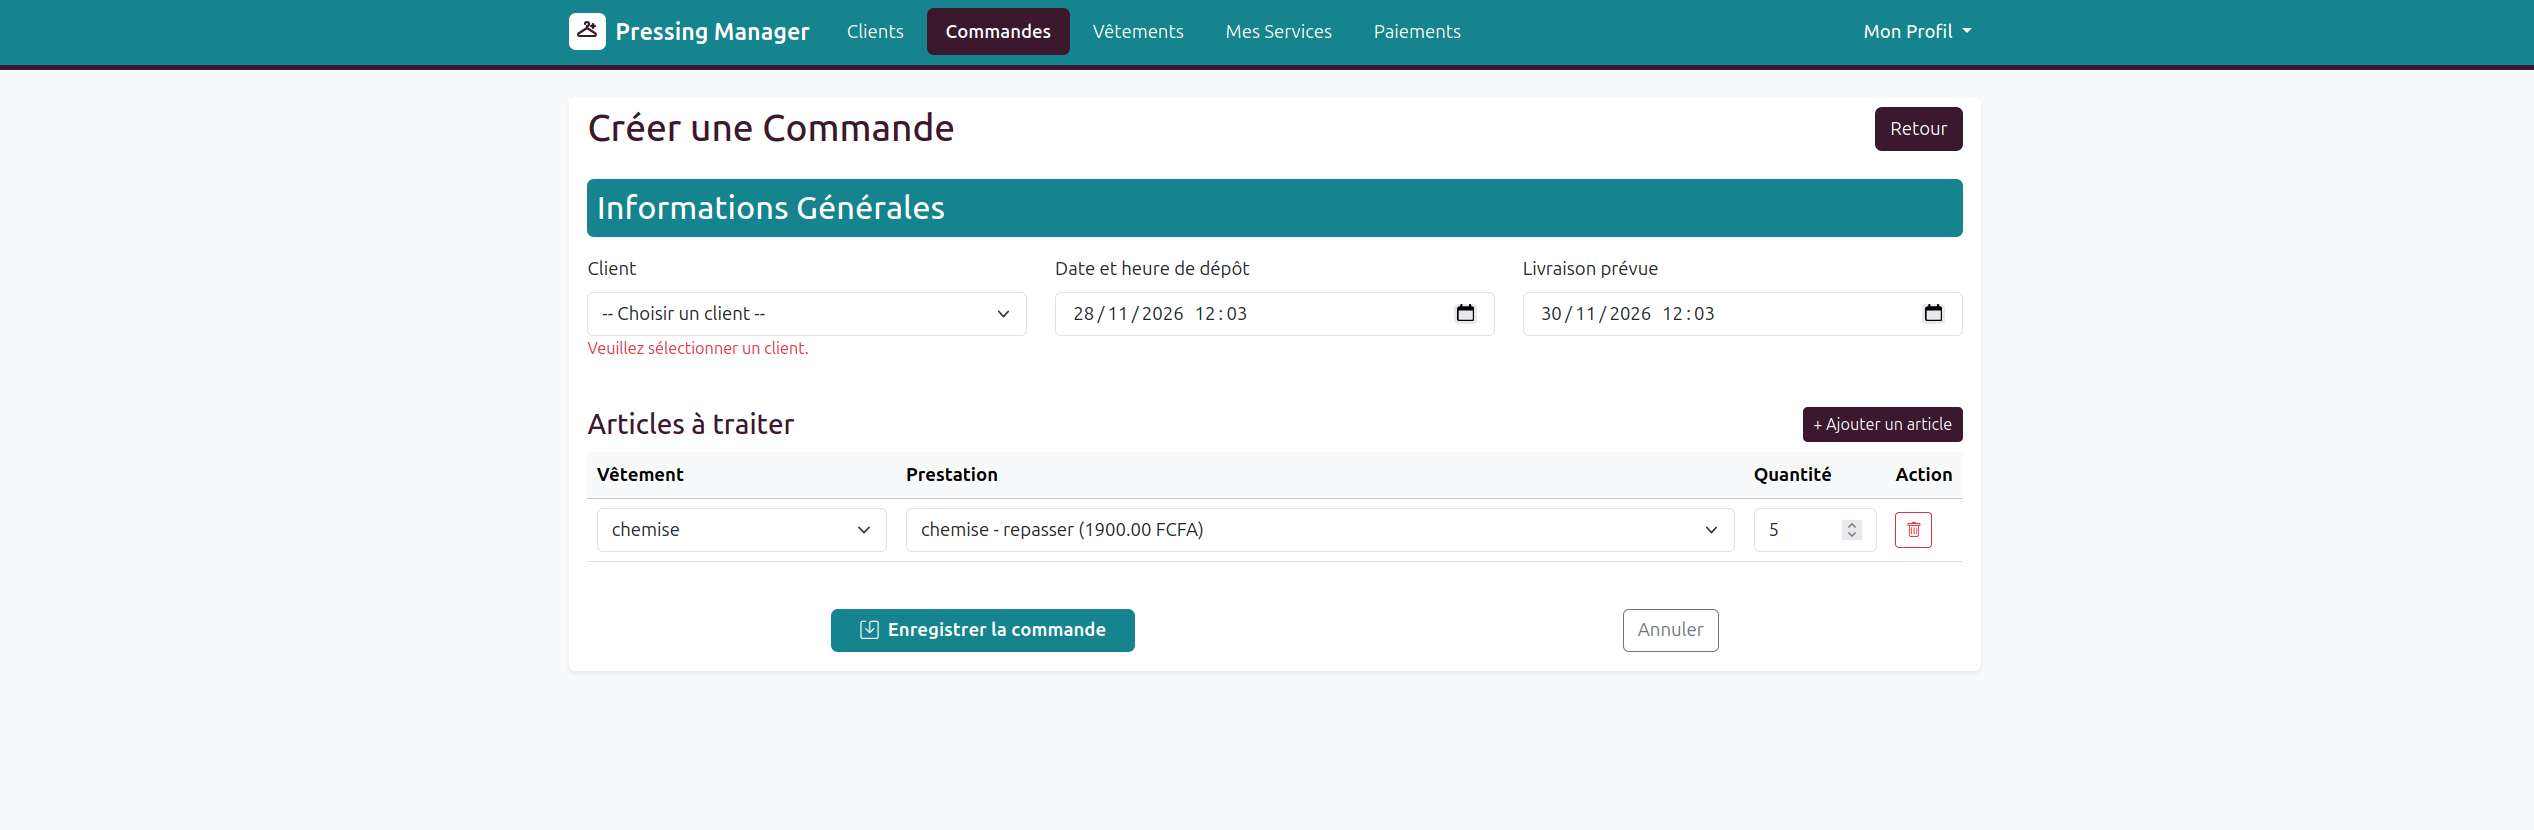 Pressing Manager Clients Commandes Vêtements Mes Services Paiements Mon Profil
Créer une Commande Retour
Informations Générales
Client Date et heure de dépôt Livraison prévue
-- Choisir un client -- 28/11/2026 12:03 30/11/2026 12:03
Veuillez sélectionner un client.
Articles à traiter + Ajouter un article
Vêtement Prestation Quantité Action
chemise chemise - repasser (1900.00 FCFA) 5
Enregistrer la commande Annuler